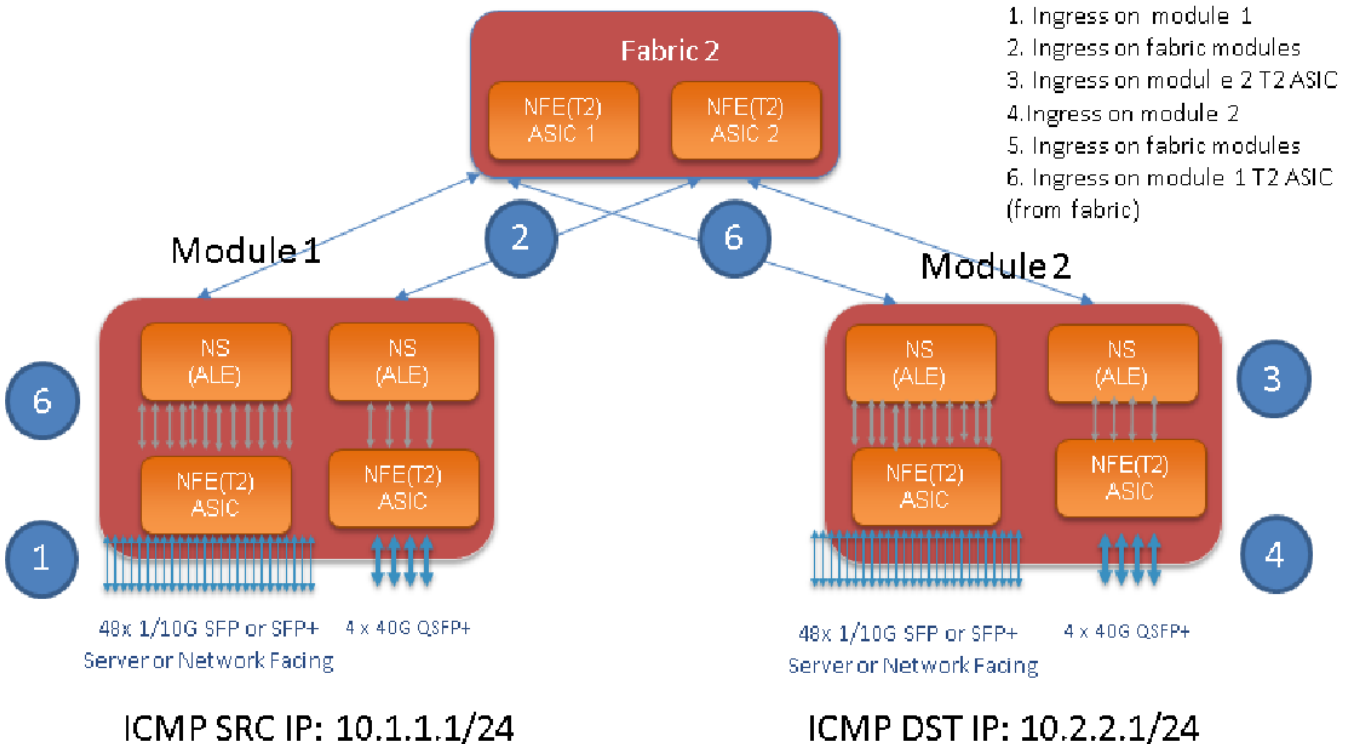 1. Ingress on module 1
2. Ingress on fabric modules
3. Ingress on modul e 2 T2 ASIC
4.Ingress on module 2
5. Ingress on fabric modules
6. Ingress on module 1 T2 ASIC
(from fabric)
Fabric 2
NFE(T2)
ASIC 1
NFE(T2)
ASIC 2
2
6
Module 1
Module 2
NS
(ALE)
NS
(ALE)
NFE(T2)
ASIC
NFE(T2)
ASIC
6
1
NS
(ALE)
NS
(ALE)
NFE(T2)
ASIC
NFE(T2)
ASIC
3
4
48x 1/10G SFP or SFP+
Server or Network Facing
4 x 40G QSFP+
48x 1/10G SFP or SFP+
Server or Network Facing
4 x 40G QSFP+
ICMP SRC IP: 10.1.1.1/24
ICMP DST IP: 10.2.2.1/24